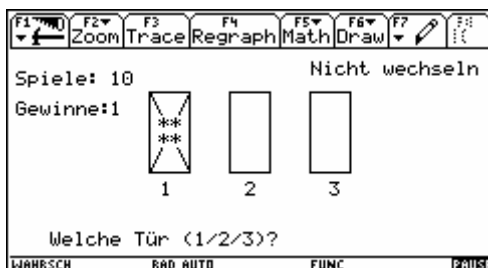 F1 F2 F3 F4 F5 F6 F7
Zoom Trace Regraph Math Draw
Nicht wechseln
Spiele: 10
Gewinne:1
**
**
1 2 3
Welche Tür (1/2/3)?
WAHRSCH RAD AUTO FUNC PAUSE